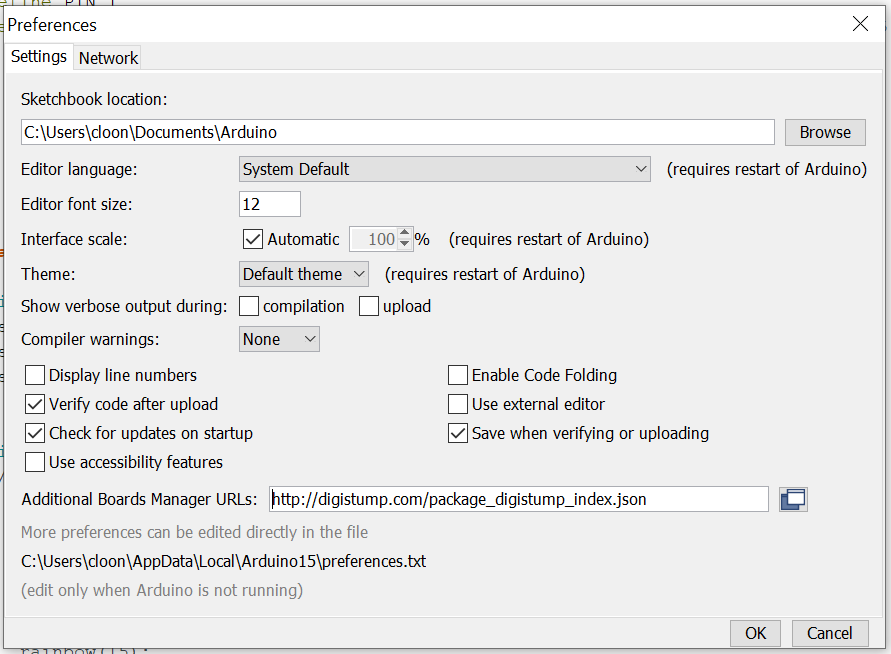 PIN
Preferences
Settings Network
Sketchbook location:
C:\Users\cloon\Documents\Arduino Browse
Editor language: System Default (requires restart of Arduino)
Editor font size: 12
Interface scale: Automatic 100 % (requires restart of Arduino)
Theme: Default theme (requires restart of Arduino)
Show verbose output during: compilation upload
Compiler warnings: None
Display line numbers Enable Code Folding
Verify code after upload Use external editor
Check for updates on startup Save when verifying or uploading
Use accessibility features
Additional Boards Manager URLs: http://digistump.com/package_digistump_index.json
More preferences can be edited directly in the file
C:\Users\cloon\AppData\Local\Arduino15\preferences.txt
(edit only when Arduino is not running)
OK Cancel
rainbow(15);